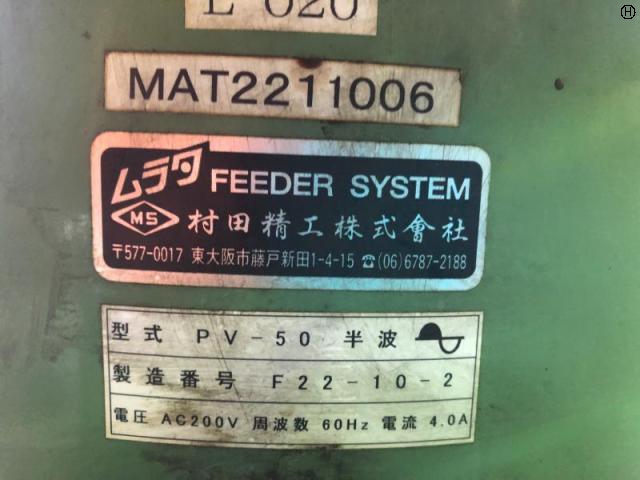 L 020
MAT2211006
ムラタ FEEDER SYSTEM
MS 村田精工株式會社
〒577-0017 東大阪市藤戸新田1-4-15 ☎(06)6787-2188
型式 PV-50 半波
製造番号 F22-10-2
電圧 AC200V 周波数 60Hz 電流 4.0A
H